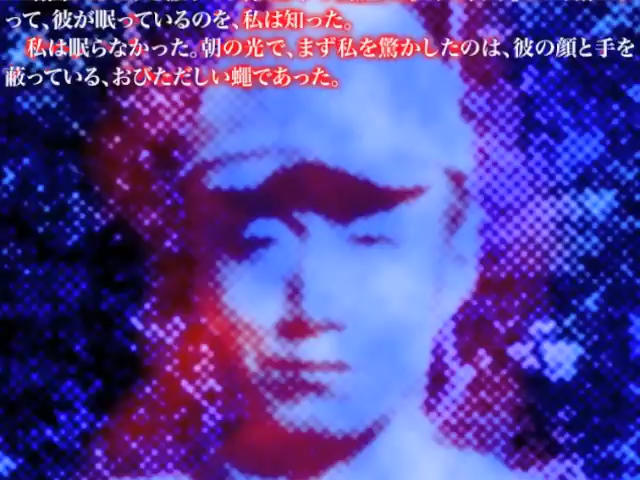 って、彼が眠っているのを、私は知った。
　私は眠らなかった。朝の光で、まず私を驚かしたのは、彼の顔と手を
蔽っている、おびただしい蠅であった。